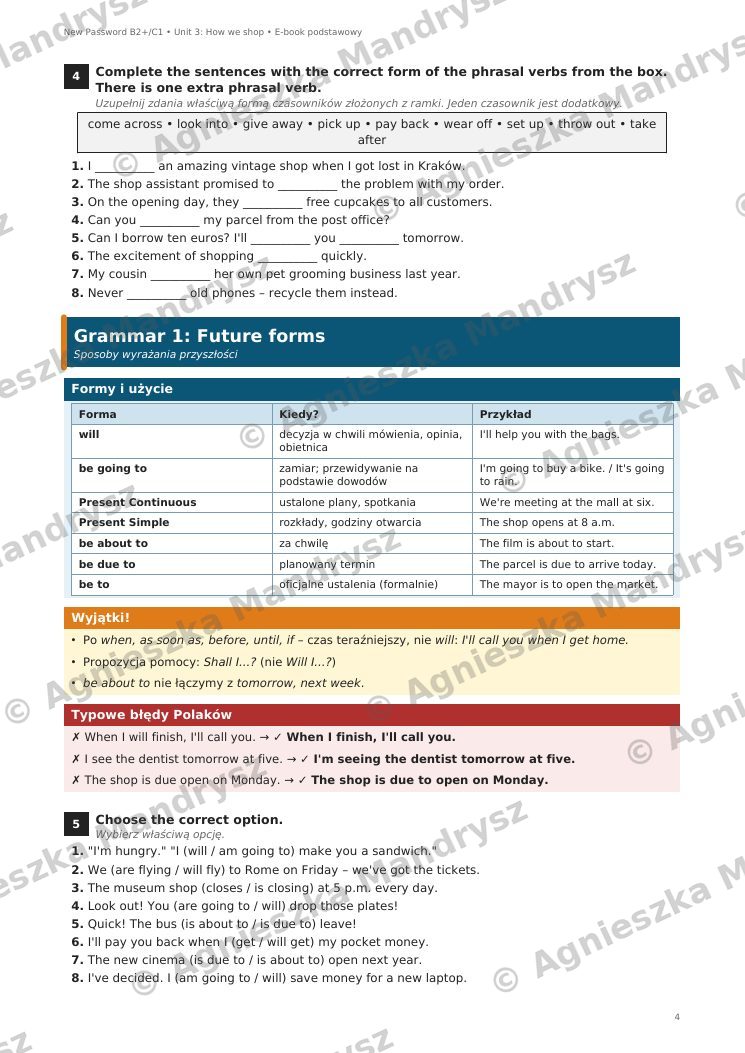 New Password B2+/C1 • Unit 3: How we shop • E-book podstawowy
4 Complete the sentences with the correct form of the phrasal verbs from the box.
There is one extra phrasal verb.
Uzupełnij zdania właściwą formą czasowników złożonych z ramki. Jeden czasownik jest dodatkowy.
come across • look into • give away • pick up • pay back • wear off • set up • throw out • take
after
1. I __________ an amazing vintage shop when I got lost in Kraków.
2. The shop assistant promised to __________ the problem with my order.
3. On the opening day, they __________ free cupcakes to all customers.
4. Can you __________ my parcel from the post office?
5. Can I borrow ten euros? I'll __________ you __________ tomorrow.
6. The excitement of shopping __________ quickly.
7. My cousin __________ her own pet grooming business last year.
8. Never __________ old phones – recycle them instead.
Grammar 1: Future forms
Sposoby wyrażania przyszłości
Formy i użycie
Forma Kiedy? Przykład
will decyzja w chwili mówienia, opinia, I'll help you with the bags.
obietnica
be going to zamiar; przewidywanie na I'm going to buy a bike. / It's going
podstawie dowodów to rain.
Present Continuous ustalone plany, spotkania We're meeting at the mall at six.
Present Simple rozkłady, godziny otwarcia The shop opens at 8 a.m.
be about to za chwilę The film is about to start.
be due to planowany termin The parcel is due to arrive today.
be to oficjalne ustalenia (formalnie) The mayor is to open the market.
Wyjątki!
• Po when, as soon as, before, until, if – czas teraźniejszy, nie will: I'll call you when I get home.
• Propozycja pomocy: Shall I...? (nie Will I...?)
• be about to nie łączymy z tomorrow, next week.
Typowe błędy Polaków
✗ When I will finish, I'll call you. → ✓ When I finish, I'll call you.
✗ I see the dentist tomorrow at five. → ✓ I'm seeing the dentist tomorrow at five.
✗ The shop is due open on Monday. → ✓ The shop is due to open on Monday.
5 Choose the correct option.
Wybierz właściwą opcję.
1. "I'm hungry." "I (will / am going to) make you a sandwich."
2. We (are flying / will fly) to Rome on Friday – we've got the tickets.
3. The museum shop (closes / is closing) at 5 p.m. every day.
4. Look out! You (are going to / will) drop those plates!
5. Quick! The bus (is about to / is due to) leave!
6. I'll pay you back when I (get / will get) my pocket money.
7. The new cinema (is due to / is about to) open next year.
8. I've decided. I (am going to / will) save money for a new laptop.
4
© Agnieszka Mandrysz